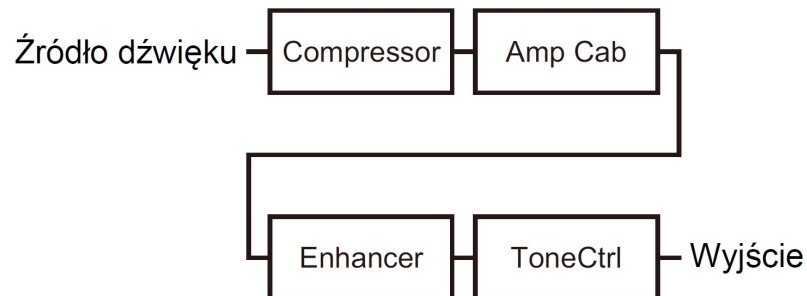 Źródło dźwięku Compressor Amp Cab
Enhancer ToneCtrl Wyjście